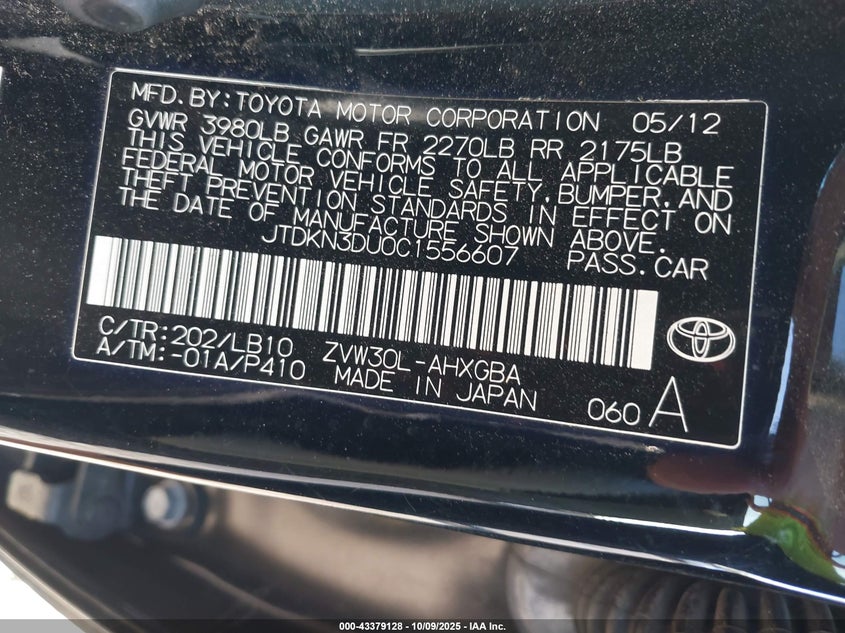 MFD.BY:TOYOTA MOTOR CORPORATION 05/12
GVWR 3980LB GAWR FR 2270LB RR 2175LB
THIS VEHICLE CONFORMS TO ALL APPLICABLE
FEDERAL MOTOR VEHICLE SAFETY,BUMPER,AND
THEFT PREVENTION STANDARDS IN EFFECT ON
THE DATE OF MANUFACTURE SHOWN ABOVE.
JTDKN3DU0C1556607 PASS.CAR
C/TR:202/LB10 ZVW30L-AHXGBA
A/TM:-01A/P410 MADE IN JAPAN
060 A
000-43379128 - 10/09/2025 - IAA Inc.